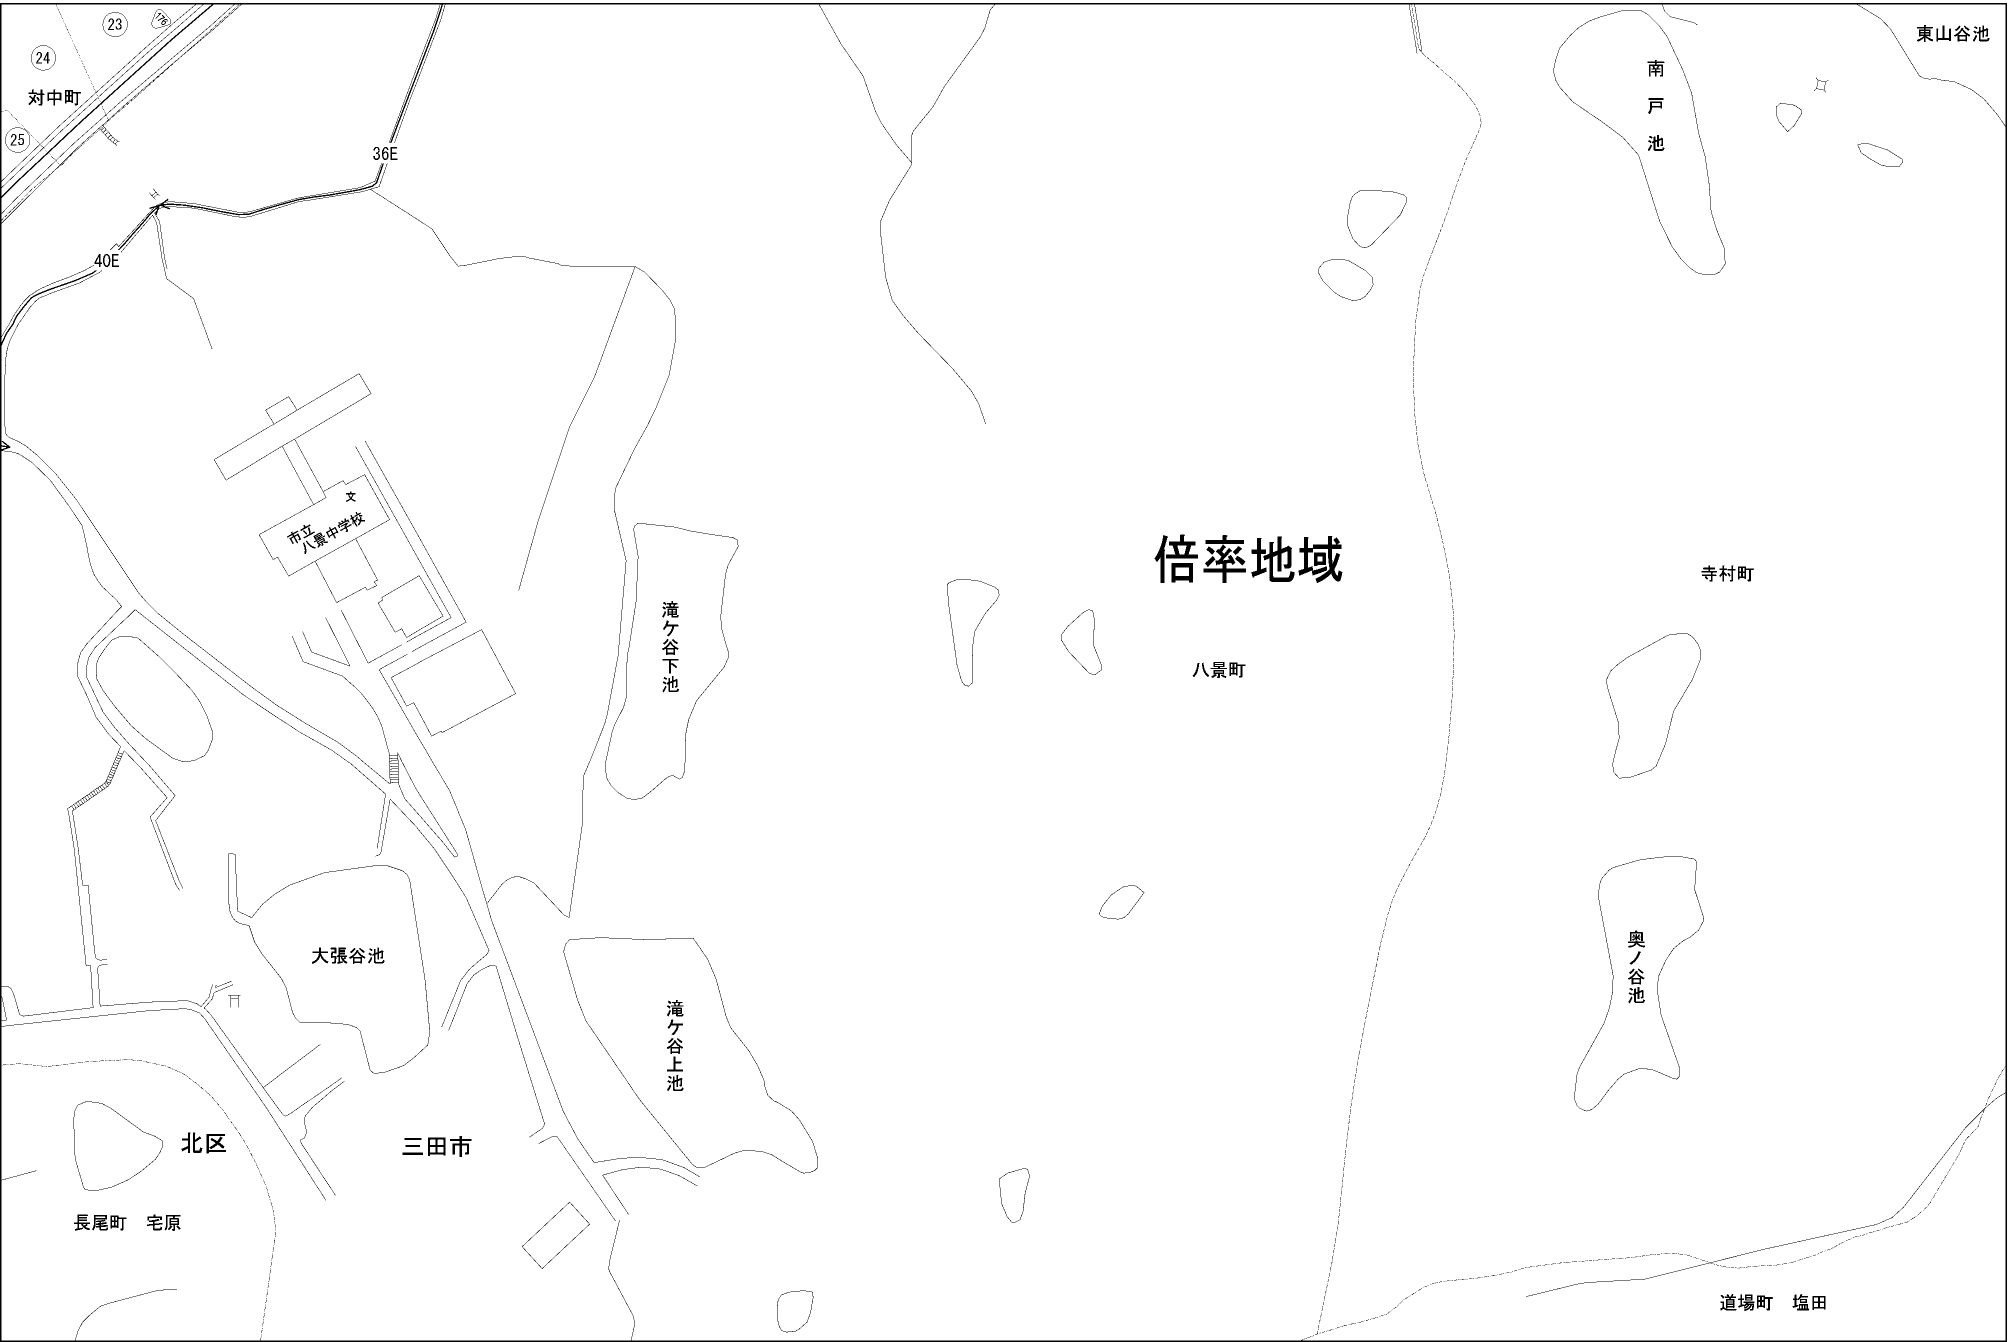 23
176
24
対中町
25
36E
40E
東山谷池
南戸池
文
市立
八景中学校
倍率地域
寺村町
滝ケ谷下池
八景町
大張谷池
奥ノ谷池
滝ケ谷上池
北区
三田市
長尾町 宅原
道場町 塩田